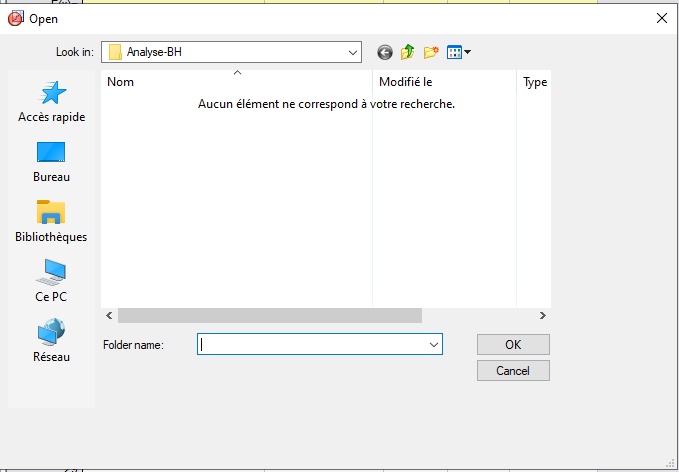 Open
Look in:
Analyse-BH
Nom
Modifié le
Type
Aucun élément ne correspond à votre recherche.
Accès rapide
Bureau
Bibliothèques
Ce PC
Réseau
Folder name:
OK
Cancel